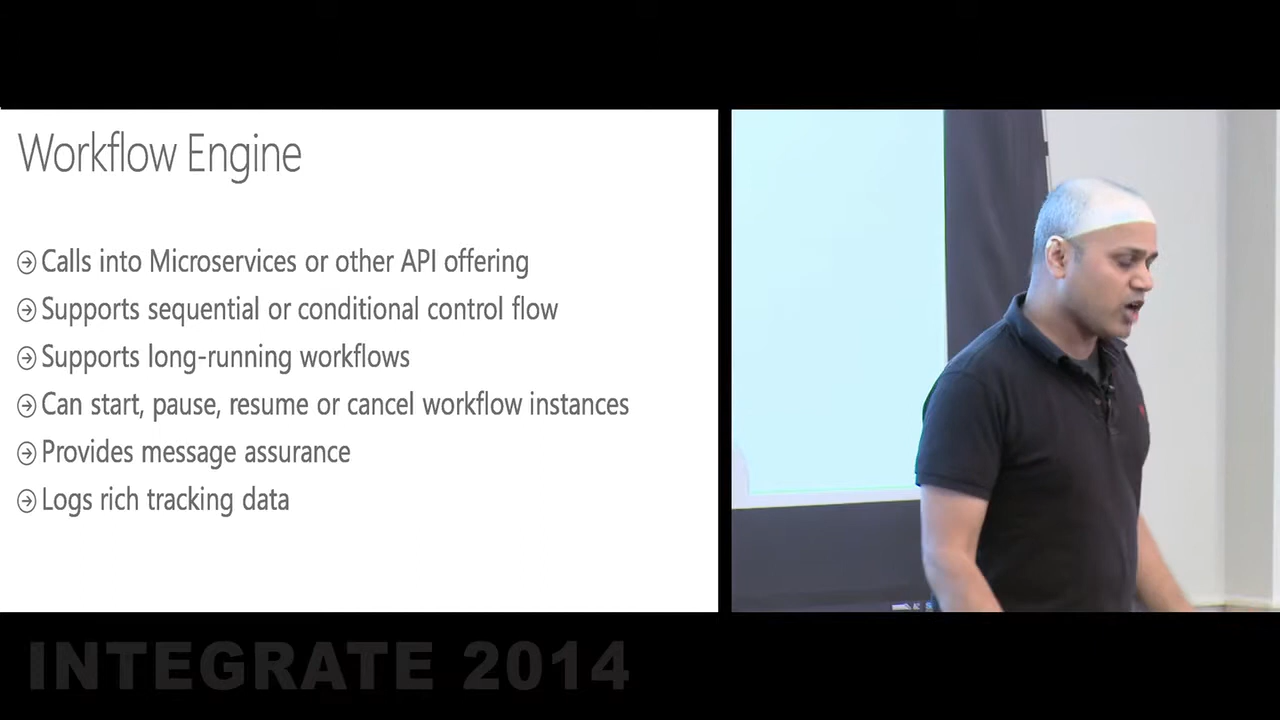 Workflow Engine
Calls into Microservices or other API offering
Supports sequential or conditional control flow
Supports long-running workflows
Can start, pause, resume or cancel workflow instances
Provides message assurance
Logs rich tracking data
INTEGRATE 2014